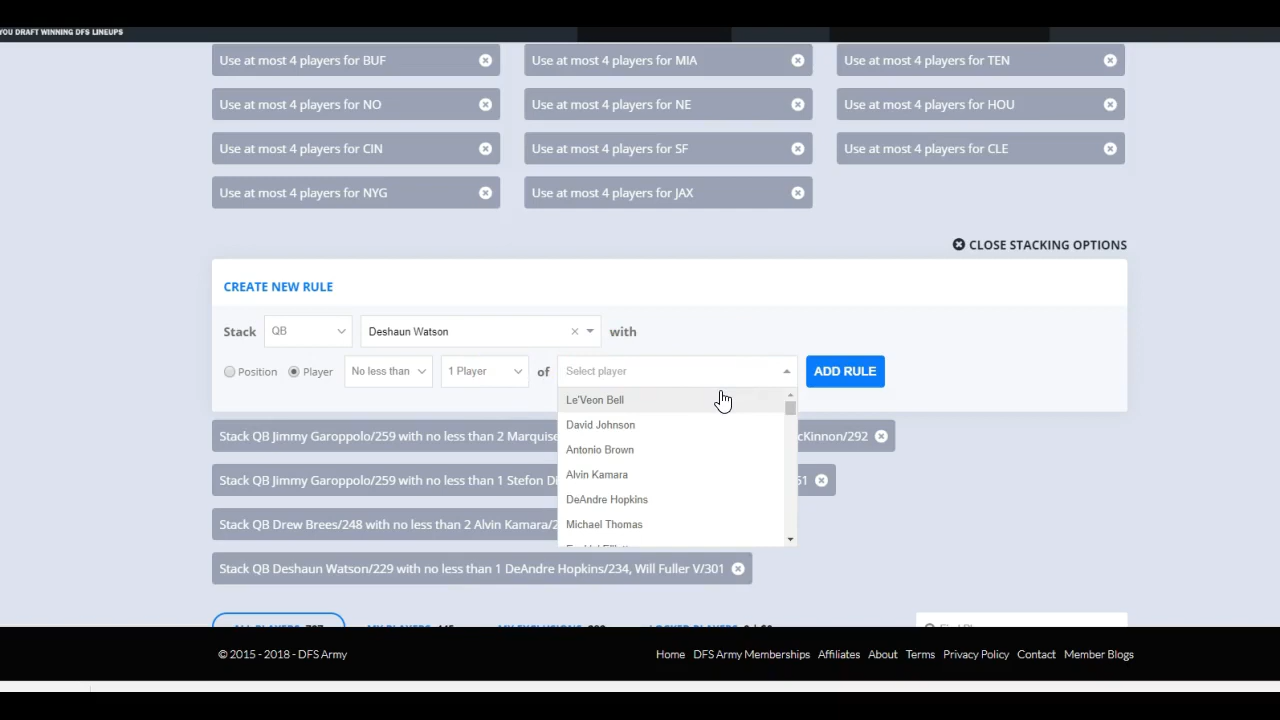 YOU DRAFT WINNING DFS LINEUPS
Use at most 4 players for BUF
Use at most 4 players for MIA
Use at most 4 players for TEN
Use at most 4 players for NO
Use at most 4 players for NE
Use at most 4 players for HOU
Use at most 4 players for CIN
Use at most 4 players for SF
Use at most 4 players for CLE
Use at most 4 players for NYG
Use at most 4 players for JAX
CLOSE STACKING OPTIONS
CREATE NEW RULE
Stack QB Deshaun Watson with
Position Player No less than 1 Player of Select player ADD RULE
Le'Veon Bell
David Johnson
Antonio Brown
Alvin Kamara
DeAndre Hopkins
Michael Thomas
Stack QB Jimmy Garoppolo/259 with no less than 2 Marquise
cKinnon/292
Stack QB Jimmy Garoppolo/259 with no less than 1 Stefon Di
Stack QB Drew Brees/248 with no less than 2 Alvin Kamara/2
Stack QB Deshaun Watson/229 with no less than 1 DeAndre Hopkins/234, Will Fuller V/301
© 2015 - 2018 - DFS Army
Home DFS Army Memberships Affiliates About Terms Privacy Policy Contact Member Blogs